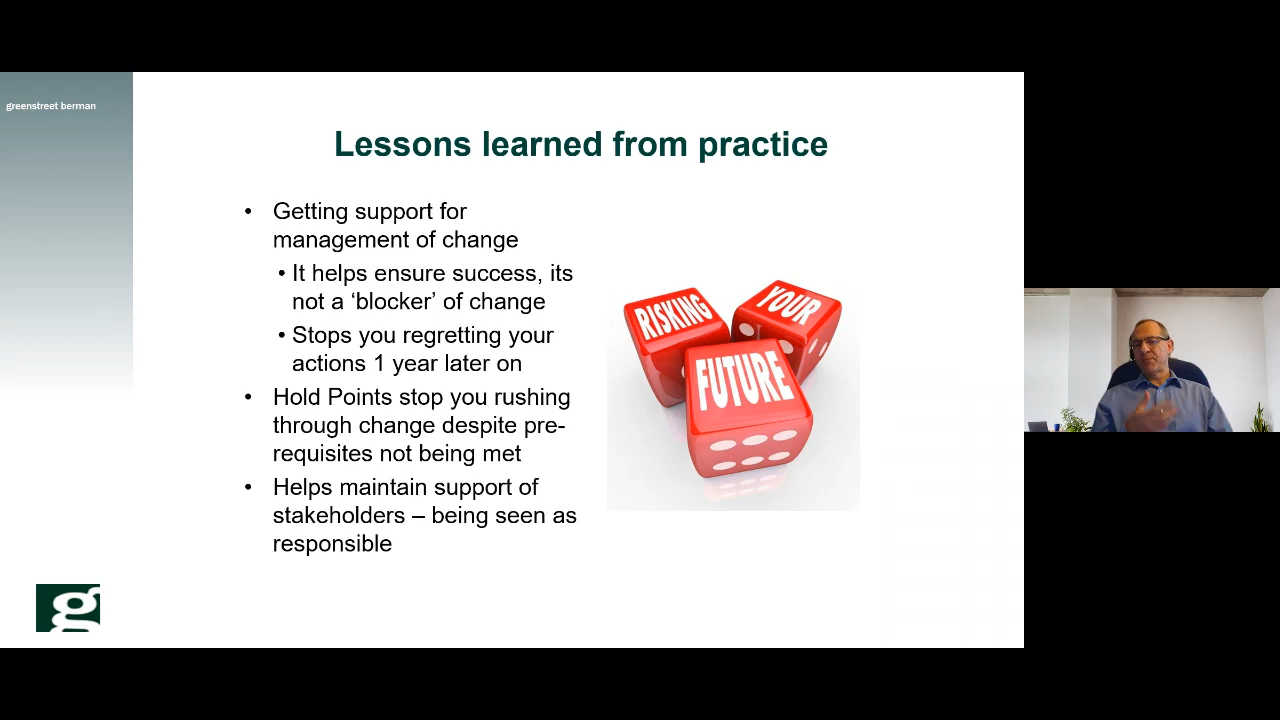 greenstreet berman
Lessons learned from practice
• Getting support for
management of change
• It helps ensure success, its
not a ‘blocker’ of change
• Stops you regretting your
actions 1 year later on
• Hold Points stop you rushing
through change despite pre-
requisites not being met
• Helps maintain support of
stakeholders – being seen as
responsible
RISKING
YOUR
FUTURE
g